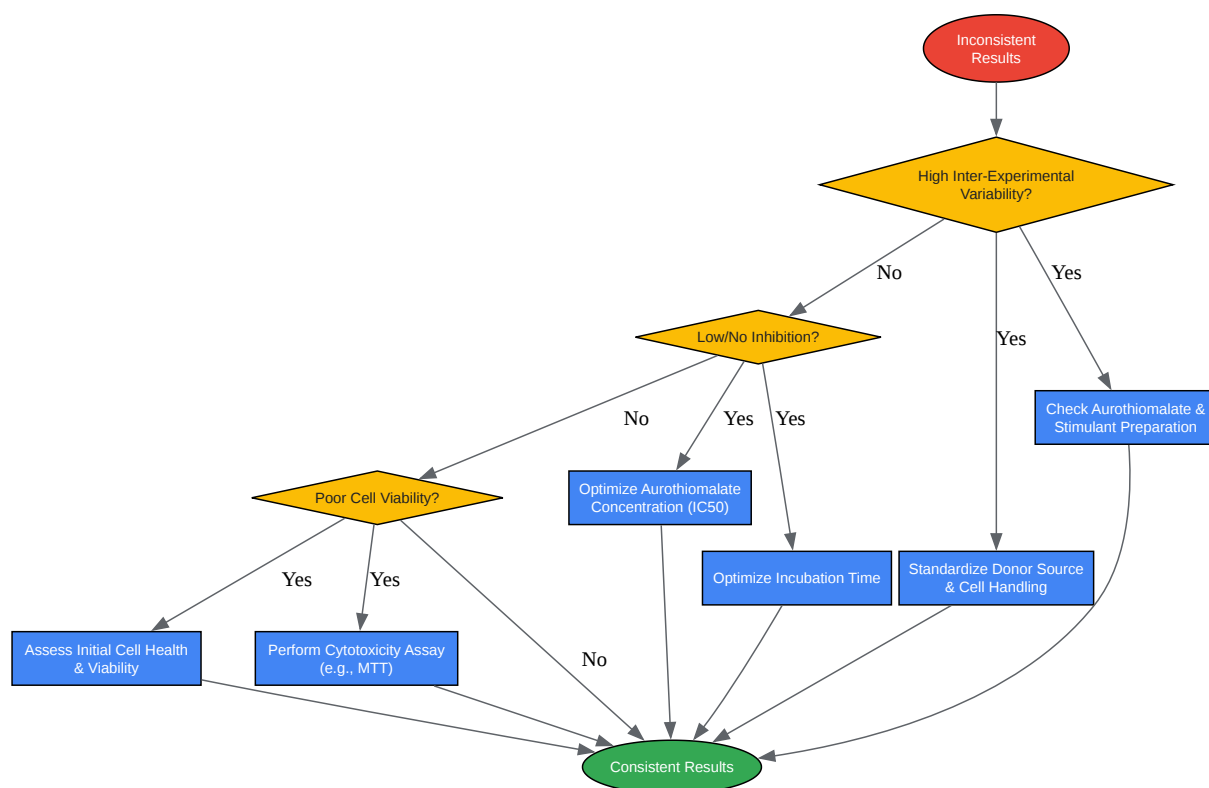 Inconsistent
Results
High Inter-Experimental
Variability?
No
Yes
Yes
Low/No Inhibition?
Check Aurothiomalate &
Stimulant Preparation
No
Yes
Yes
Poor Cell Viability?
Optimize Aurothiomalate
Concentration (IC50)
Optimize Incubation Time
Standardize Donor Source
& Cell Handling
Yes
Yes
No
Assess Initial Cell Health
& Viability
Perform Cytotoxicity Assay
(e.g., MTT)
Consistent Results